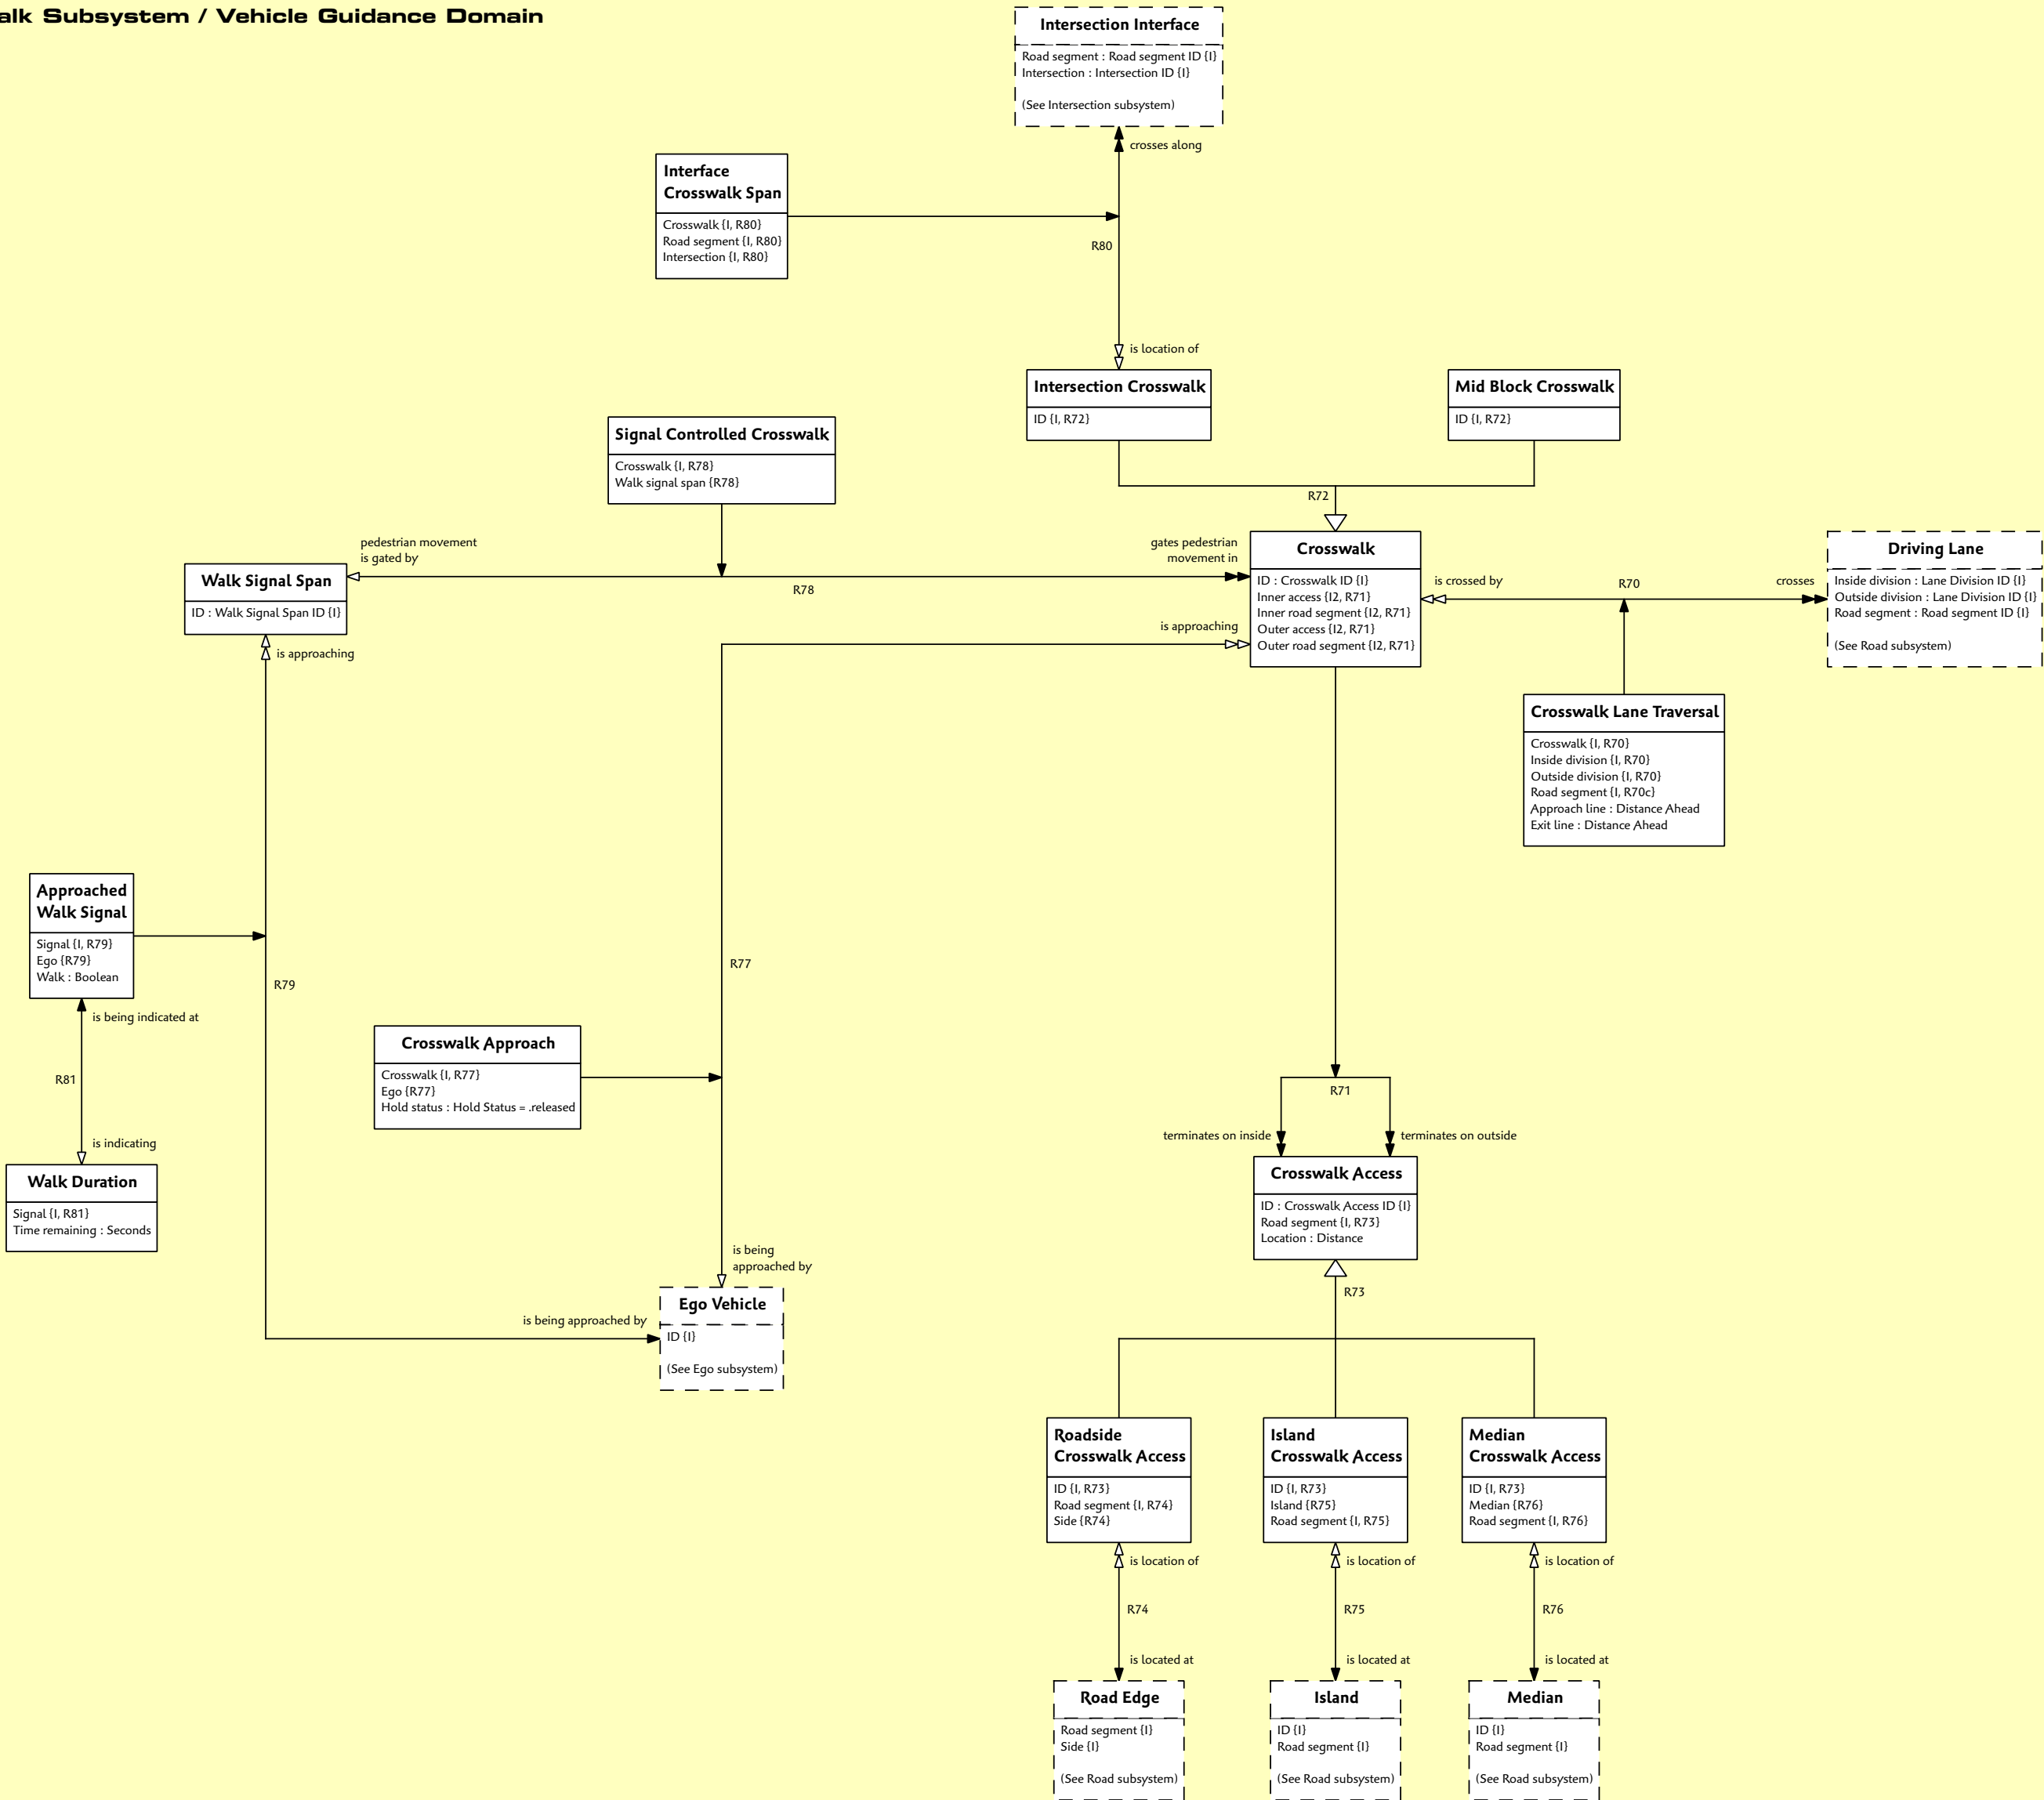 alk Subsystem / Vehicle Guidance Domain
Intersection Interface
Road segment : Road segment ID {I}
Intersection : Intersection ID {I}
(See Intersection subsystem)
crosses along
Interface
Crosswalk Span
Crosswalk {I, R80}
Road segment {I, R80}
Intersection {I, R80}
R80
is location of
Intersection Crosswalk
ID {I, R72}
Mid Block Crosswalk
ID {I, R72}
Signal Controlled Crosswalk
Crosswalk {I, R78}
Walk signal span {R78}
R72
pedestrian movement
is gated by
gates pedestrian
movement in
R78
Walk Signal Span
ID : Walk Signal Span ID {I}
is approaching
Crosswalk
ID : Crosswalk ID {I}
Inner access {I2, R71}
Inner road segment {I2, R71}
Outer access {I2, R71}
Outer road segment {I2, R71}
is approaching
is crossed by
R70
crosses
Driving Lane
Inside division : Lane Division ID {I}
Outside division : Lane Division ID {I}
Road segment : Road segment ID {I}
(See Road subsystem)
Crosswalk Lane Traversal
Crosswalk {I, R70}
Inside division {I, R70}
Outside division {I, R70}
Road segment {I, R70c}
Approach line : Distance Ahead
Exit line : Distance Ahead
Approached
Walk Signal
Signal {I, R79}
Ego {R79}
Walk : Boolean
R79
R77
is being indicated at
R81
is indicating
Walk Duration
Signal {I, R81}
Time remaining : Seconds
Crosswalk Approach
Crosswalk {I, R77}
Ego {R77}
Hold status : Hold Status = .released
R71
terminates on inside
terminates on outside
Crosswalk Access
ID : Crosswalk Access ID {I}
Road segment {I, R73}
Location : Distance
R73
is being
approached by
is being approached by
Ego Vehicle
ID {I}
(See Ego subsystem)
Roadside
Crosswalk Access
ID {I, R73}
Road segment {I, R74}
Side {R74}
Island
Crosswalk Access
ID {I, R73}
Island {R75}
Road segment {I, R75}
Median
Crosswalk Access
ID {I, R73}
Median {R76}
Road segment {I, R76}
is location of
is location of
is location of
R74
R75
R76
is located at
is located at
is located at
Road Edge
Road segment {I}
Side {I}
(See Road subsystem)
Island
ID {I}
Road segment {I}
(See Road subsystem)
Median
ID {I}
Road segment {I}
(See Road subsystem)